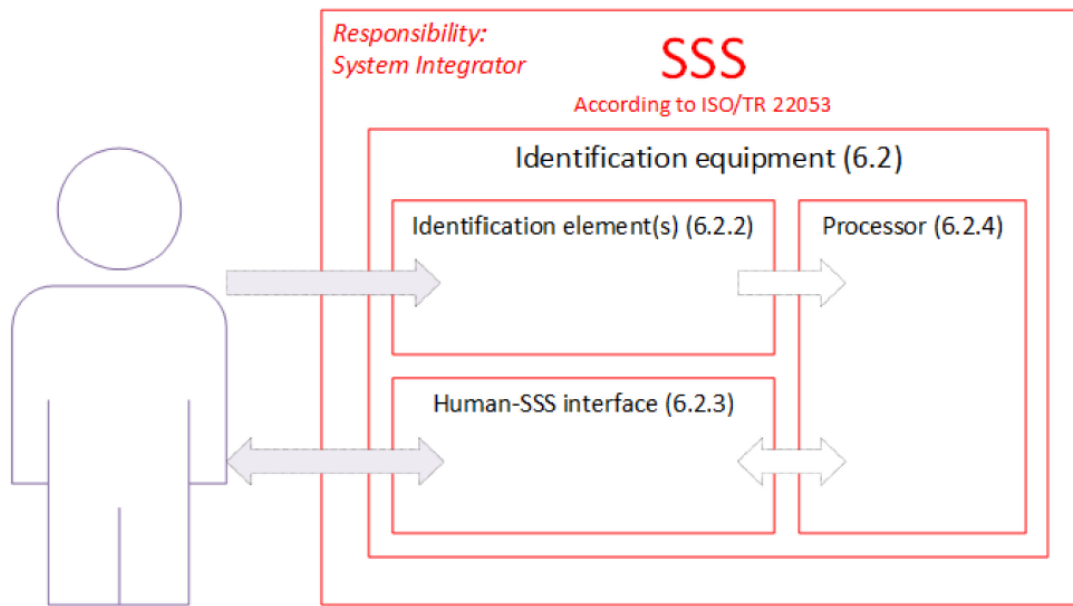 Responsibility:
System Integrator
SSS
According to ISO/TR 22053
Identification equipment (6.2)
Identification element(s) (6.2.2)
Processor (6.2.4)
Human-SSS interface (6.2.3)